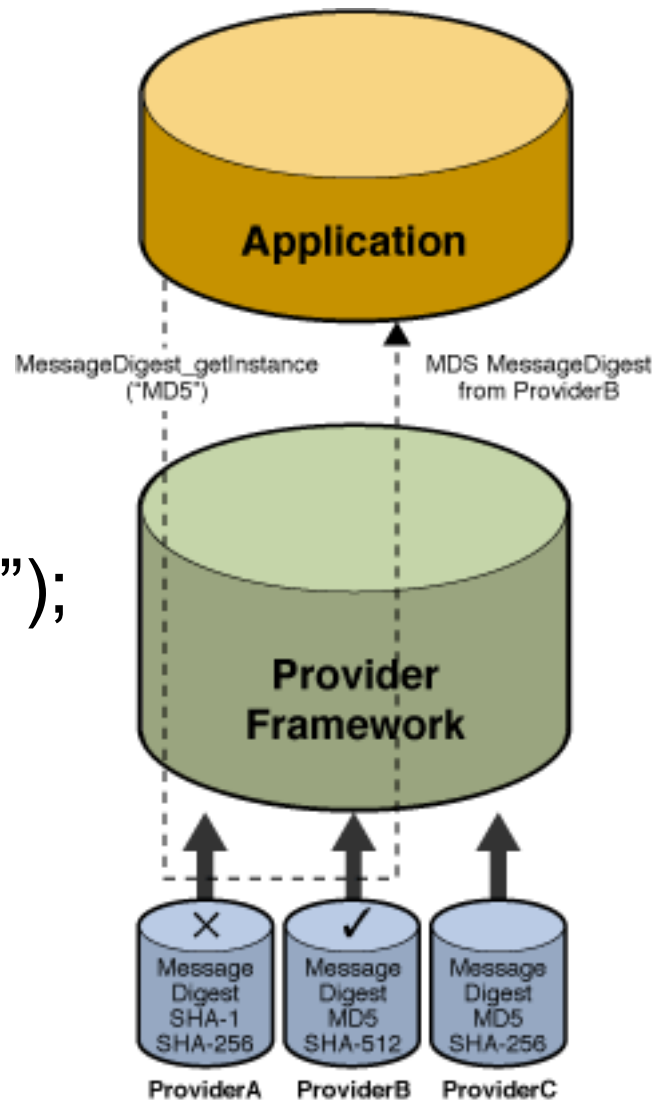 Application
MessageDigest_getInstance
("MD5")
MDS MessageDigest
from ProviderB
”);
Provider
Framework
Message
Digest
SHA-1
SHA-256
Message
Digest
MD5
SHA-512
Message
Digest
MD5
SHA-256
ProviderA
ProviderB
ProviderC